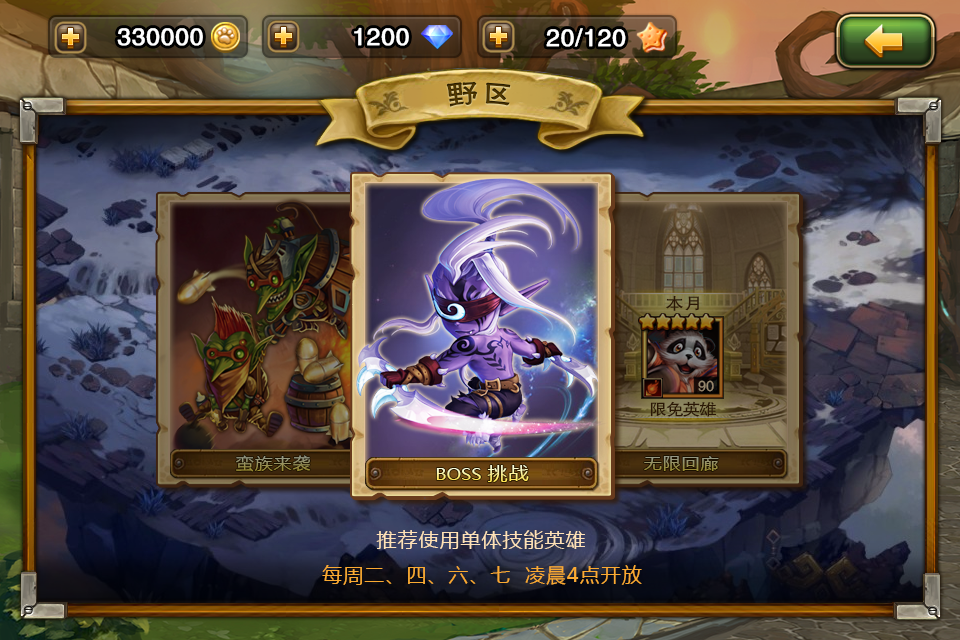 330000
1200
20/120
野区
本月
90
限免英雄
蛮族来袭
BOSS 挑战
无限回廊
推荐使用单体技能英雄
每周二、四、六、七 凌晨4点开放